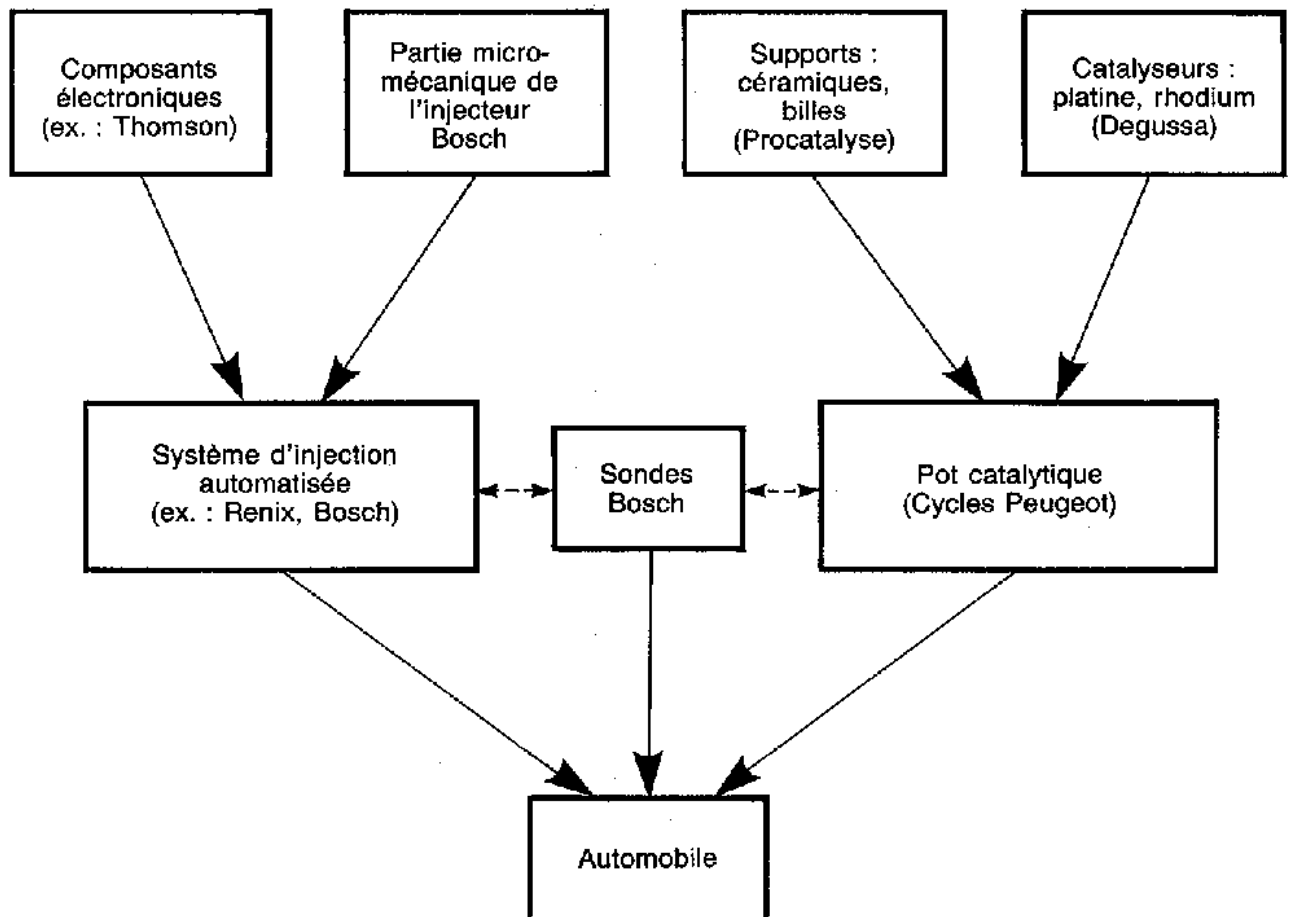 Composants
électroniques
(ex. : Thomson)
Partie micro-
mécanique de
l'injecteur
Bosch
Supports :
céramiques,
billes
(Procatalyse)
Catalyseurs :
platine, rhodium
(Degussa)
Système d'injection
automatisée
(ex. : Renix, Bosch)
Sondes
Bosch
Pot catalytique
(Cycles Peugeot)
Automobile